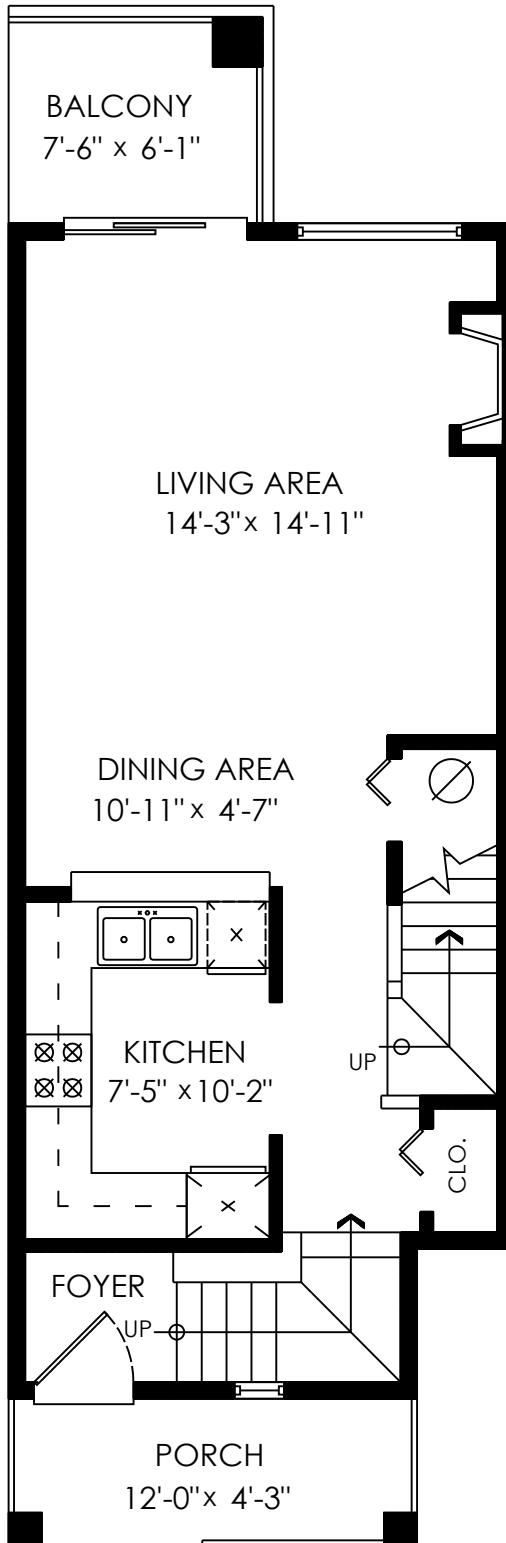 BALCONY
7'-6" x 6'-1"
LIVING AREA
14'-3" x 14'-11"
DINING AREA
10'-11" x 4'-7"
KITCHEN
7'-5" x 10'-2"
UP
CLO.
FOYER
UP
PORCH
12'-0" x 4'-3"